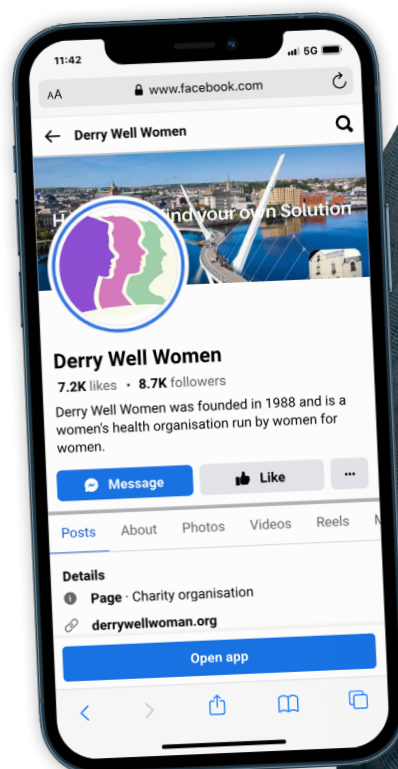 11:42
5G
AA
www.facebook.com
Derry Well Women
find your own Solution
Derry Well Women
7.2K likes • 8.7K followers
Derry Well Women was founded in 1988 and is a
women's health organisation run by women for
women.
Message
Like
Posts About Photos Videos Reels
Details
Page · Charity organisation
derrywellwoman.org
Open app